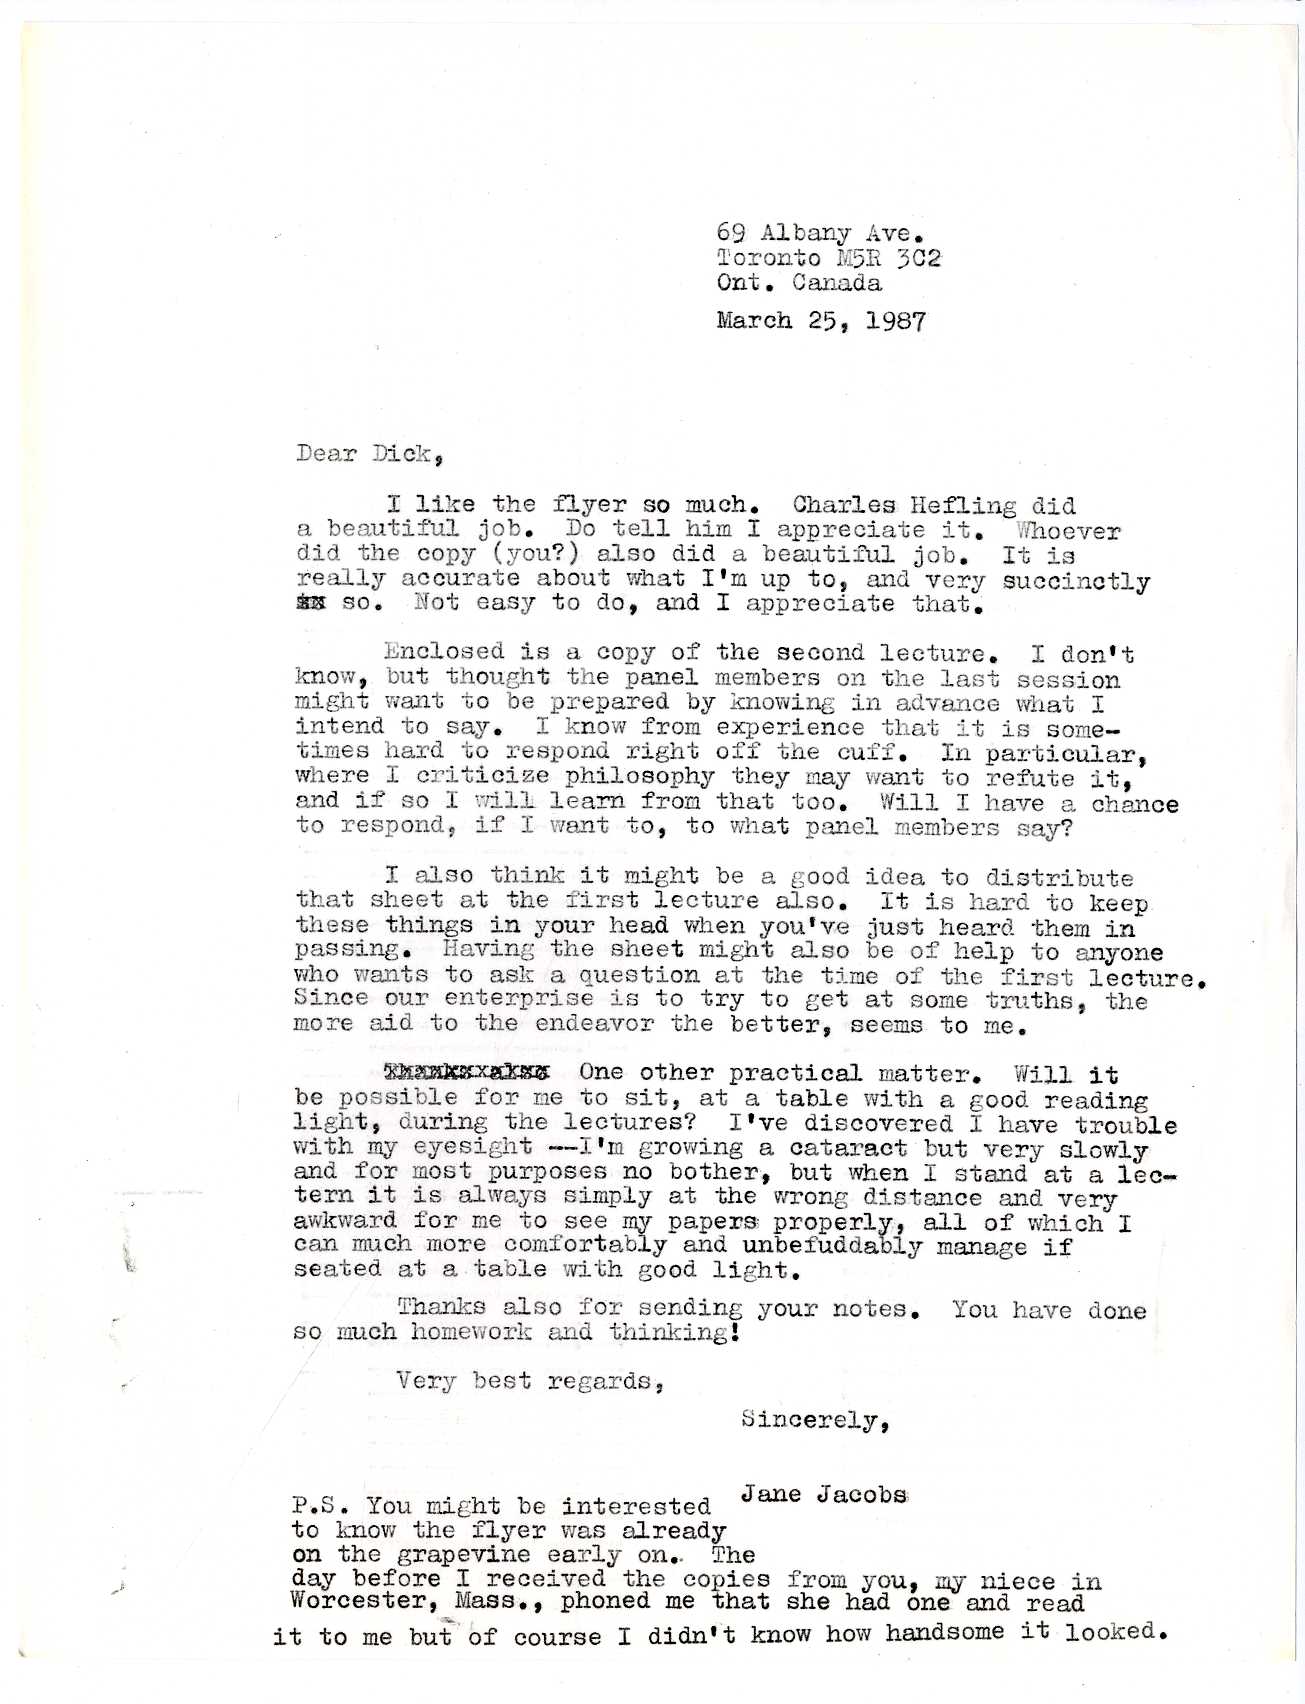 69 Albany Ave.
Toronto M5R 3C2
Ont. Canada
March 25, 1987
Dear Dick,
I like the flyer so much. Charles Hefling did
a beautiful job. Do tell him I appreciate it. Whoever
did the copy (you?) also did a beautiful job. It is
really accurate about what I'm up to, and very succinctly
so. Not easy to do, and I appreciate that.
Enclosed is a copy of the second lecture. I don't
know, but thought the panel members on the last session
might want to be prepared by knowing in advance what I
intend to say. I know from experience that it is some-
times hard to respond right off the cuff. In particular,
where I criticize philosophy they may want to refute it,
and if so I will learn from that too. Will I have a chance
to respond, if I want to, to what panel members say?
I also think it might be a good idea to distribute
that sheet at the first lecture also. It is hard to keep
these things in your head when you've just heard them in
passing. Having the sheet might also be of help to anyone
who wants to ask a question at the time of the first lecture.
Since our enterprise is to try to get at some truths, the
more aid to the endeavor the better, seems to me.
One other practical matter. Will it
be possible for me to sit, at a table with a good reading
light, during the lectures? I've discovered I have trouble
with my eyesight --I'm growing a cataract but very slowly
and for most purposes no bother, but when I stand at a lec-
tern it is always simply at the wrong distance and very
awkward for me to see my papers properly, all of which I
can much more comfortably and unbefuddably manage if
seated at a table with good light.
Thanks also for sending your notes. You have done
so much homework and thinking!
Very best regards,
Sincerely,
Jane Jacobs
P.S. You might be interested
to know the flyer was already
on the grapevine early on.. The
day before I received the copies from you, my niece in
Worcester, Mass., phoned me that she had one and read
it to me but of course I didn't know how handsome it looked.